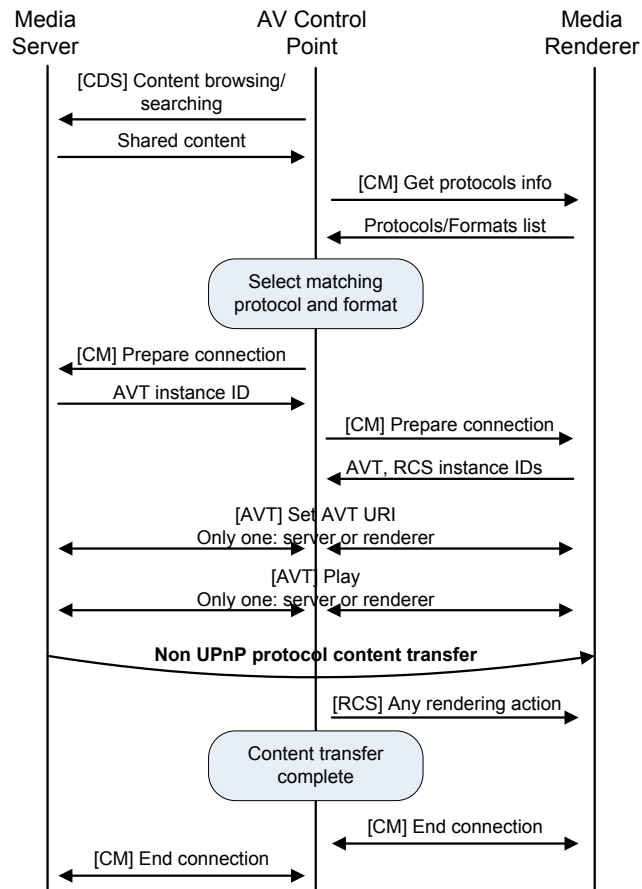 Media
Server
AV Control
Point
Media
Renderer
[CDS] Content browsing/
searching
Shared content
[CM] Get protocols info
Protocols/Formats list
Select matching
protocol and format
[CM] Prepare connection
AVT instance ID
[CM] Prepare connection
AVT, RCS instance IDs
[AVT] Set AVT URI
Only one: server or renderer
[AVT] Play
Only one: server or renderer
Non UPnP protocol content transfer
[RCS] Any rendering action
Content transfer
complete
[CM] End connection
[CM] End connection